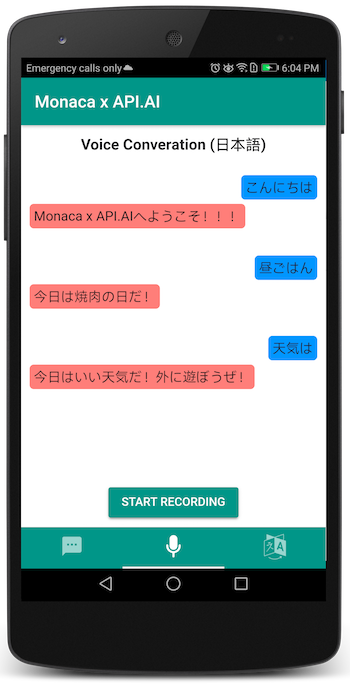 Emergency calls only
6:04 PM
Monaca x API.AI
Voice Converation (日本語)
こんにちは
Monaca x API.AIへようこそ！！！
昼ごはん
今日は焼肉の日だ！
天気は
今日はいい天気だ！外に遊ぼうぜ！
START RECORDING
A